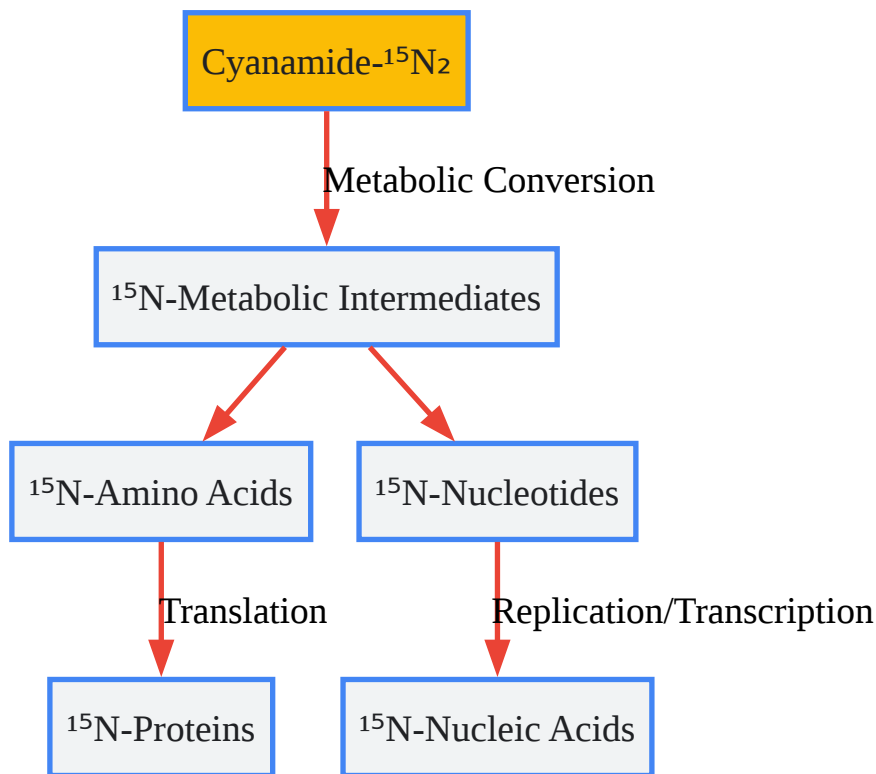 Cyanamide-¹⁵N₂
Metabolic Conversion
¹⁵N-Metabolic Intermediates
¹⁵N-Amino Acids
¹⁵N-Nucleotides
Translation
Replication/Transcription
¹⁵N-Proteins
¹⁵N-Nucleic Acids